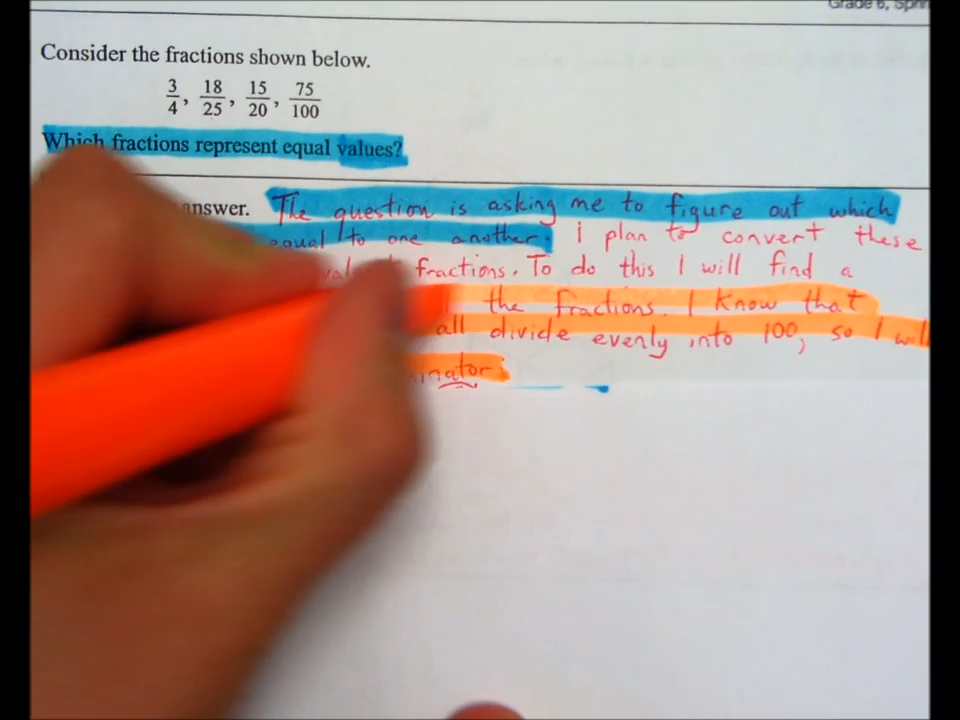 Grade 6,
Consider the fractions shown below.
3/4, 18/25, 15/20, 75/100
Which fractions represent equal values?
answer. The question is asking me to figure out which
equal to one another. I plan to convert these
fractions. To do this I will find a
the fractions. I know that
all divide evenly into 100, so I will